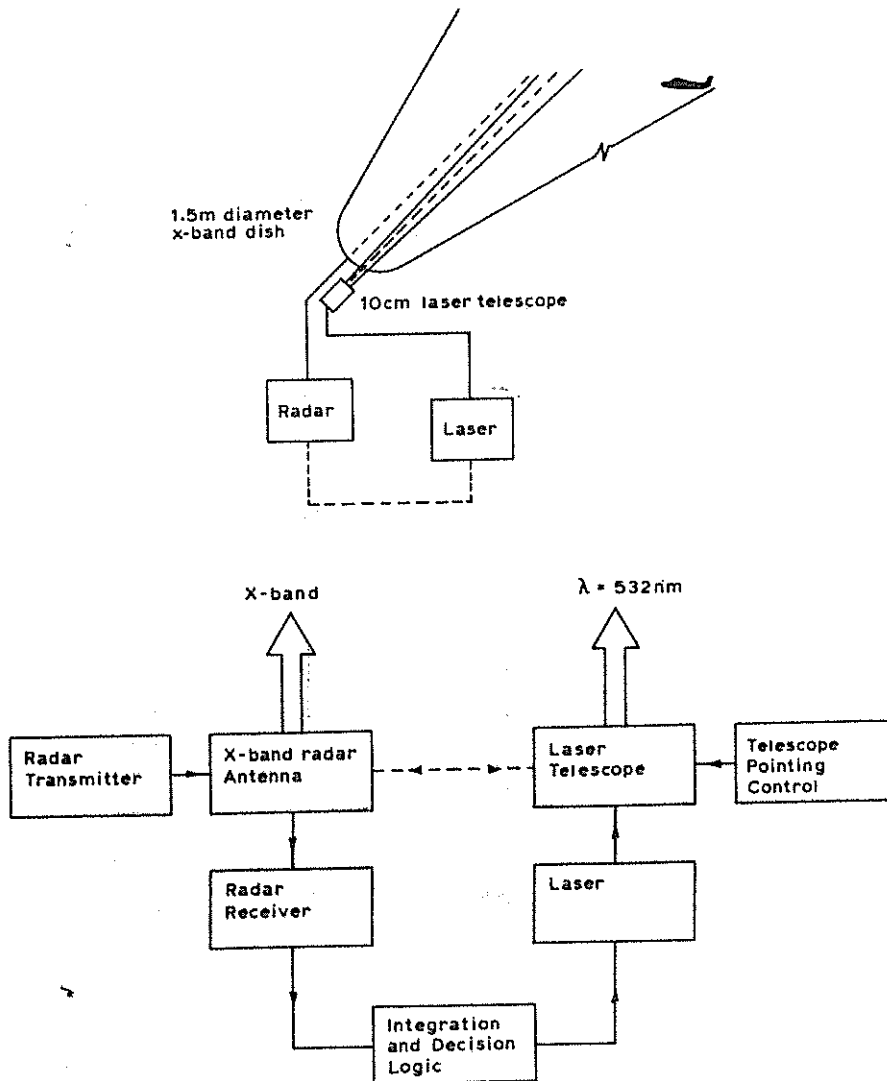 1.5m diameter
x-band dish
10cm laser telescope
Radar
Laser
X-band
λ = 532nm
Radar
Transmitter
X-band radar
Antenna
Laser
Telescope
Telescope
Pointing
Control
Radar
Receiver
Laser
Integration
and Decision
Logic